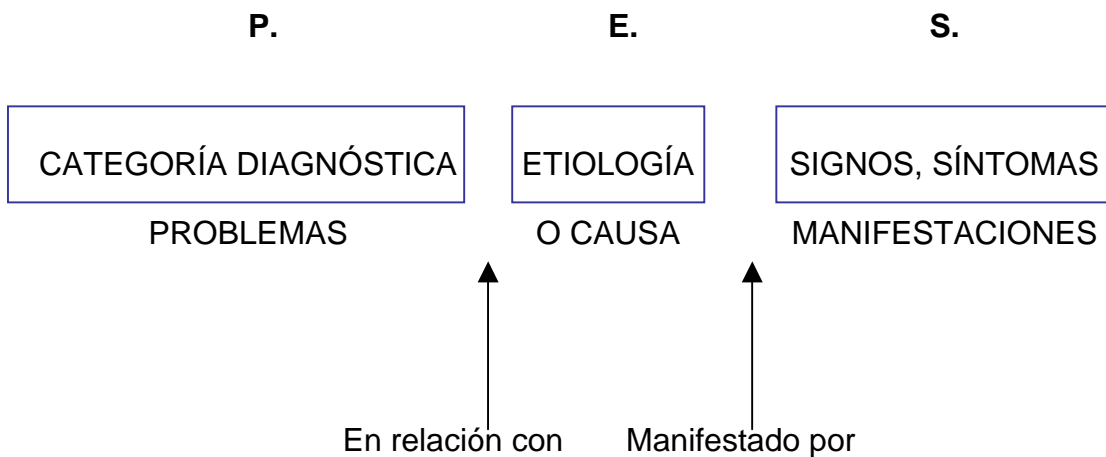 P. E. S.
CATEGORÍA DIAGNÓSTICA ETIOLOGÍA SIGNOS, SÍNTOMAS
PROBLEMAS O CAUSA MANIFESTACIONES
En relación con Manifestado por